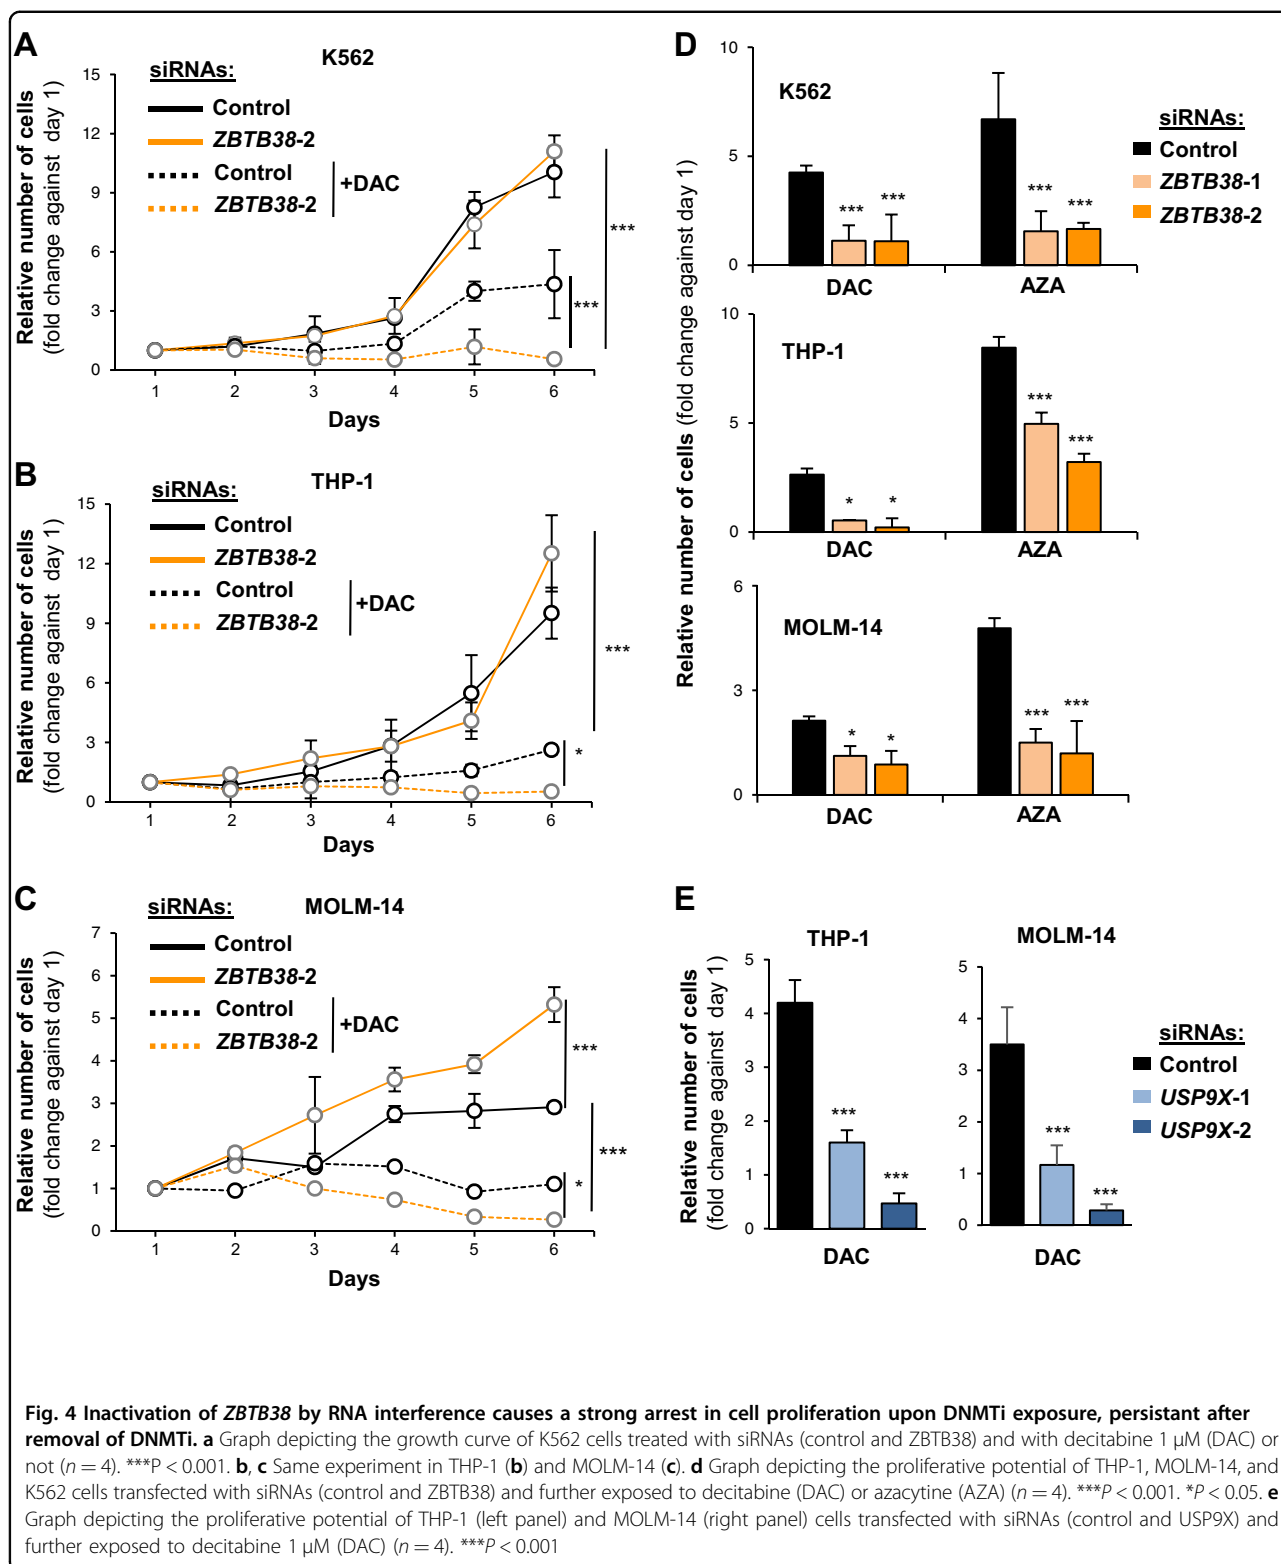 A
K562
siRNAs:
Control
ZBTB38-2
Control
ZBTB38-2
+DAC
Relative number of cells
(fold change against day 1)
15
12
9
6
3
0
***
***
1 2 3 4 5 6
Days
B
THP-1
siRNAs:
Control
ZBTB38-2
Control
ZBTB38-2
+DAC
Relative number of cells
(fold change against day 1)
15
12
9
6
3
0
***
*
1 2 3 4 5 6
Days
C
MOLM-14
siRNAs:
Control
ZBTB38-2
Control
ZBTB38-2
+DAC
Relative number of cells
(fold change against day 1)
7
6
5
4
3
2
1
0
***
***
*
1 2 3 4 5 6
Days
D
Relative number of cells (fold change against day 1)
K562
10
5
0
*** ***
*** ***
DAC AZA
siRNAs:
Control
ZBTB38-1
ZBTB38-2
THP-1
10
5
0
* *
***
***
DAC AZA
MOLM-14
6
3
0
* *
*** ***
DAC AZA
E
THP-1
Relative number of cells
(fold change against day 1)
5
4
3
2
1
0
***
***
DAC
MOLM-14
5
4
3
2
1
0
***
***
DAC
siRNAs:
Control
USP9X-1
USP9X-2
Fig. 4 Inactivation of ZBTB38 by RNA interference causes a strong arrest in cell proliferation upon DNMTi exposure, persistant after
removal of DNMTi. a Graph depicting the growth curve of K562 cells treated with siRNAs (control and ZBTB38) and with decitabine 1 µM (DAC) or
not (n = 4). ***P < 0.001. b, c Same experiment in THP-1 (b) and MOLM-14 (c). d Graph depicting the proliferative potential of THP-1, MOLM-14, and
K562 cells transfected with siRNAs (control and ZBTB38) and further exposed to decitabine (DAC) or azacytine (AZA) (n = 4). ***P < 0.001. *P < 0.05. e
Graph depicting the proliferative potential of THP-1 (left panel) and MOLM-14 (right panel) cells transfected with siRNAs (control and USP9X) and
further exposed to decitabine 1 µM (DAC) (n = 4). ***P < 0.001